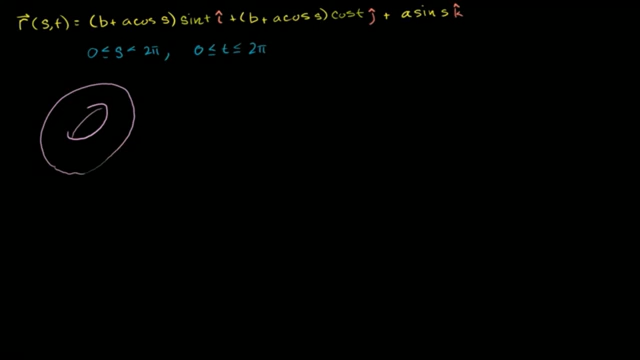 r⃗(s,t) = (b + a cos s) sin t î + (b + a cos s) cos t ĵ + a sin s k̂
0 ≤ s < 2π, 0 ≤ t ≤ 2π